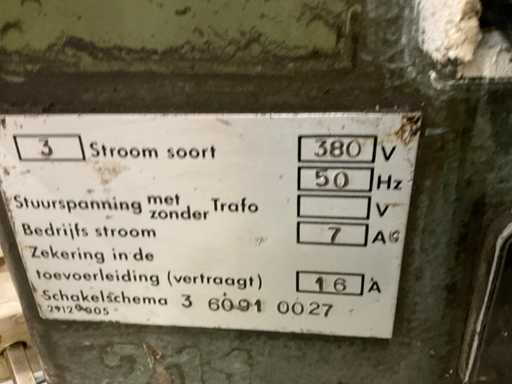 3 Stroom soort 380 V
50 Hz
Stuurspanning met zonder Trafo V
Bedrijfs stroom 7 A
Zekering in de
toevoerleiding (vertraagt) 16 A
Schakelschema 3 6091 0027